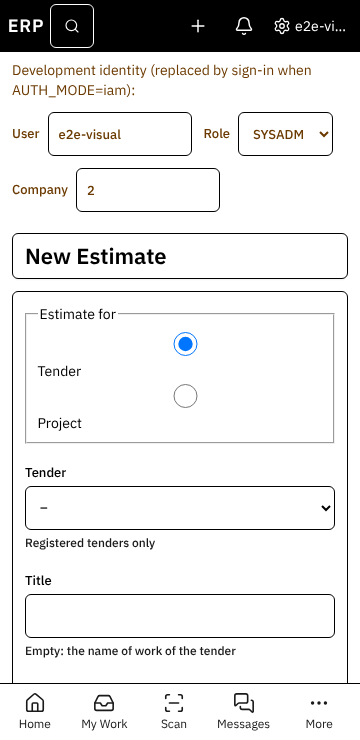 ERP
e2e-vi...
Development identity (replaced by sign-in when
AUTH_MODE=iam):
User
e2e-visual
Role
SYSADM
Company
2
New Estimate
Estimate for
Tender
Project
Tender
–
Registered tenders only
Title
Empty: the name of work of the tender
Home
My Work
Scan
Messages
More